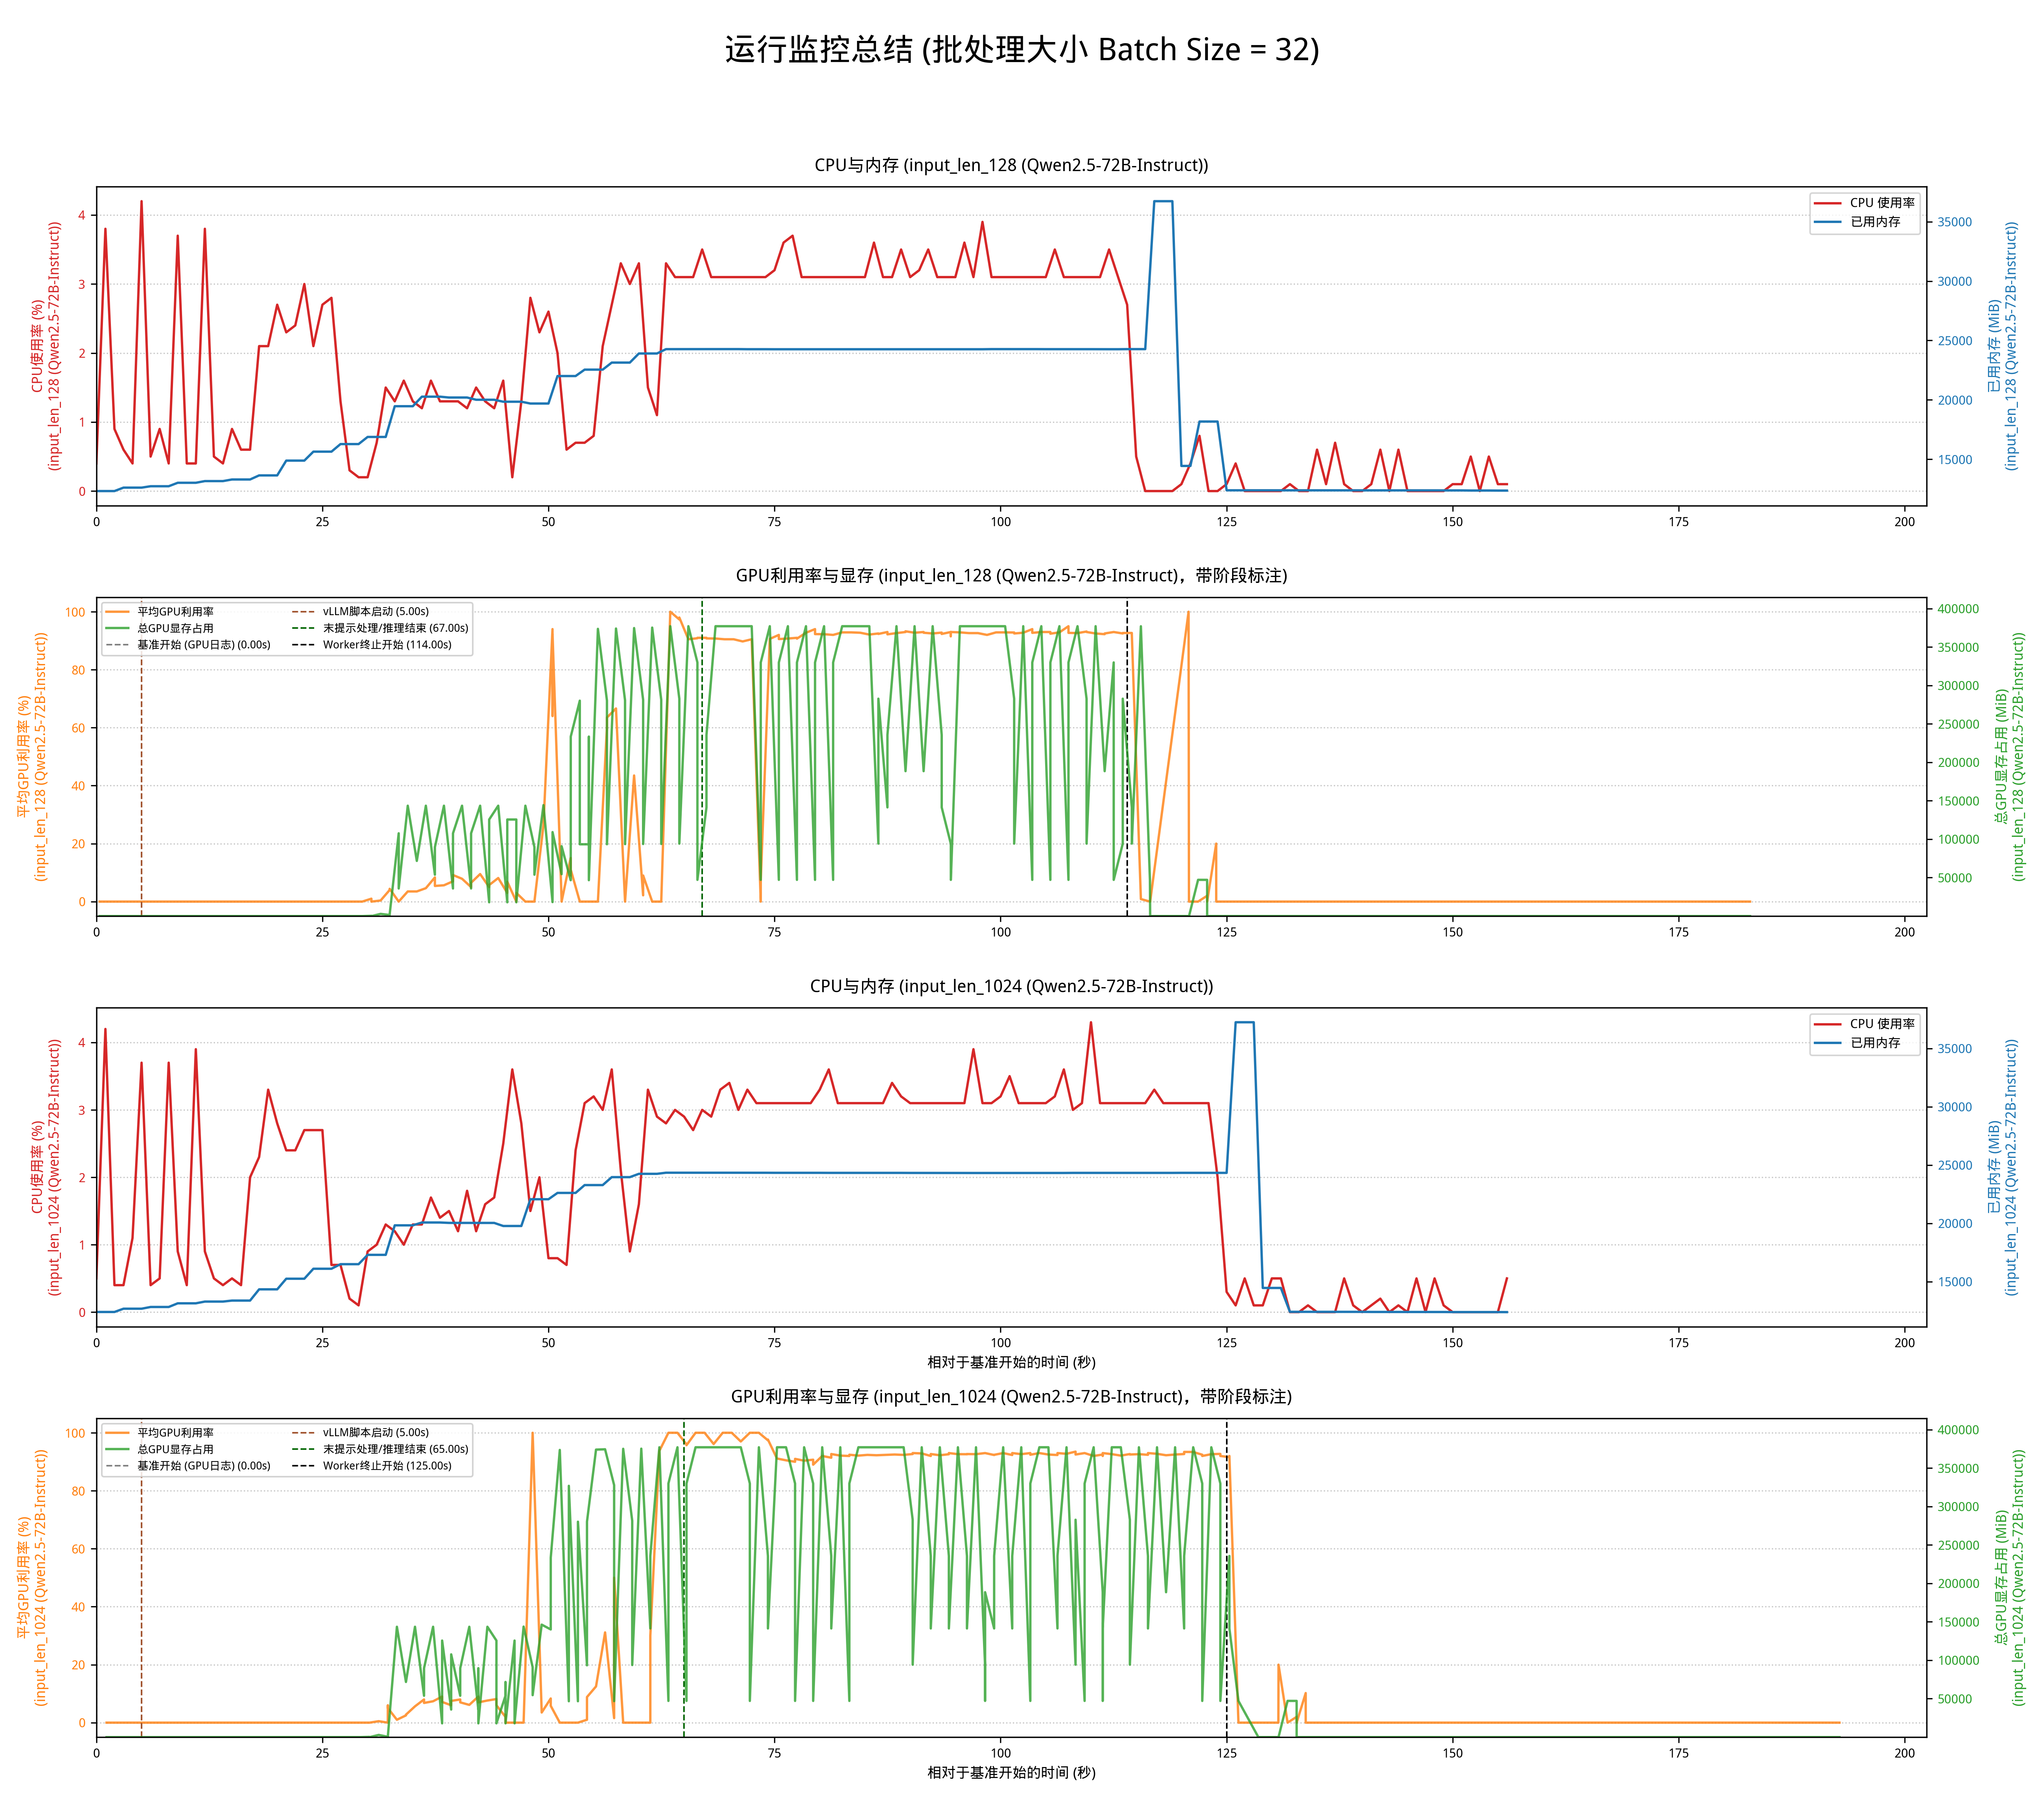 运行监控总结 (批处理大小 Batch Size = 32)
CPU与内存 (input_len_128 (Qwen2.5-72B-Instruct))
CPU使用率 (%)
(input_len_128 (Qwen2.5-72B-Instruct))
4
3
2
1
0
CPU 使用率
已用内存
35000
30000
25000
20000
15000
已用内存 (MiB)
(input_len_128 (Qwen2.5-72B-Instruct))
0 25 50 75 100 125 150 175 200
GPU利用率与显存 (input_len_128 (Qwen2.5-72B-Instruct)，带阶段标注)
平均GPU利用率 (%)
(input_len_128 (Qwen2.5-72B-Instruct))
100
80
60
40
20
0
平均GPU利用率
总GPU显存占用
基准开始 (GPU日志) (0.00s)
vLLM脚本启动 (5.00s)
末提示处理/推理结束 (67.00s)
Worker终止开始 (114.00s)
400000
350000
300000
250000
200000
150000
100000
50000
总GPU显存占用 (MiB)
(input_len_128 (Qwen2.5-72B-Instruct))
0 25 50 75 100 125 150 175 200
CPU与内存 (input_len_1024 (Qwen2.5-72B-Instruct))
CPU使用率 (%)
(input_len_1024 (Qwen2.5-72B-Instruct))
4
3
2
1
0
CPU 使用率
已用内存
35000
30000
25000
20000
15000
已用内存 (MiB)
(input_len_1024 (Qwen2.5-72B-Instruct))
0 25 50 75 100 125 150 175 200
相对于基准开始的时间 (秒)
GPU利用率与显存 (input_len_1024 (Qwen2.5-72B-Instruct)，带阶段标注)
平均GPU利用率 (%)
(input_len_1024 (Qwen2.5-72B-Instruct))
100
80
60
40
20
0
平均GPU利用率
总GPU显存占用
基准开始 (GPU日志) (0.00s)
vLLM脚本启动 (5.00s)
末提示处理/推理结束 (65.00s)
Worker终止开始 (125.00s)
400000
350000
300000
250000
200000
150000
100000
50000
总GPU显存占用 (MiB)
(input_len_1024 (Qwen2.5-72B-Instruct))
0 25 50 75 100 125 150 175 200
相对于基准开始的时间 (秒)